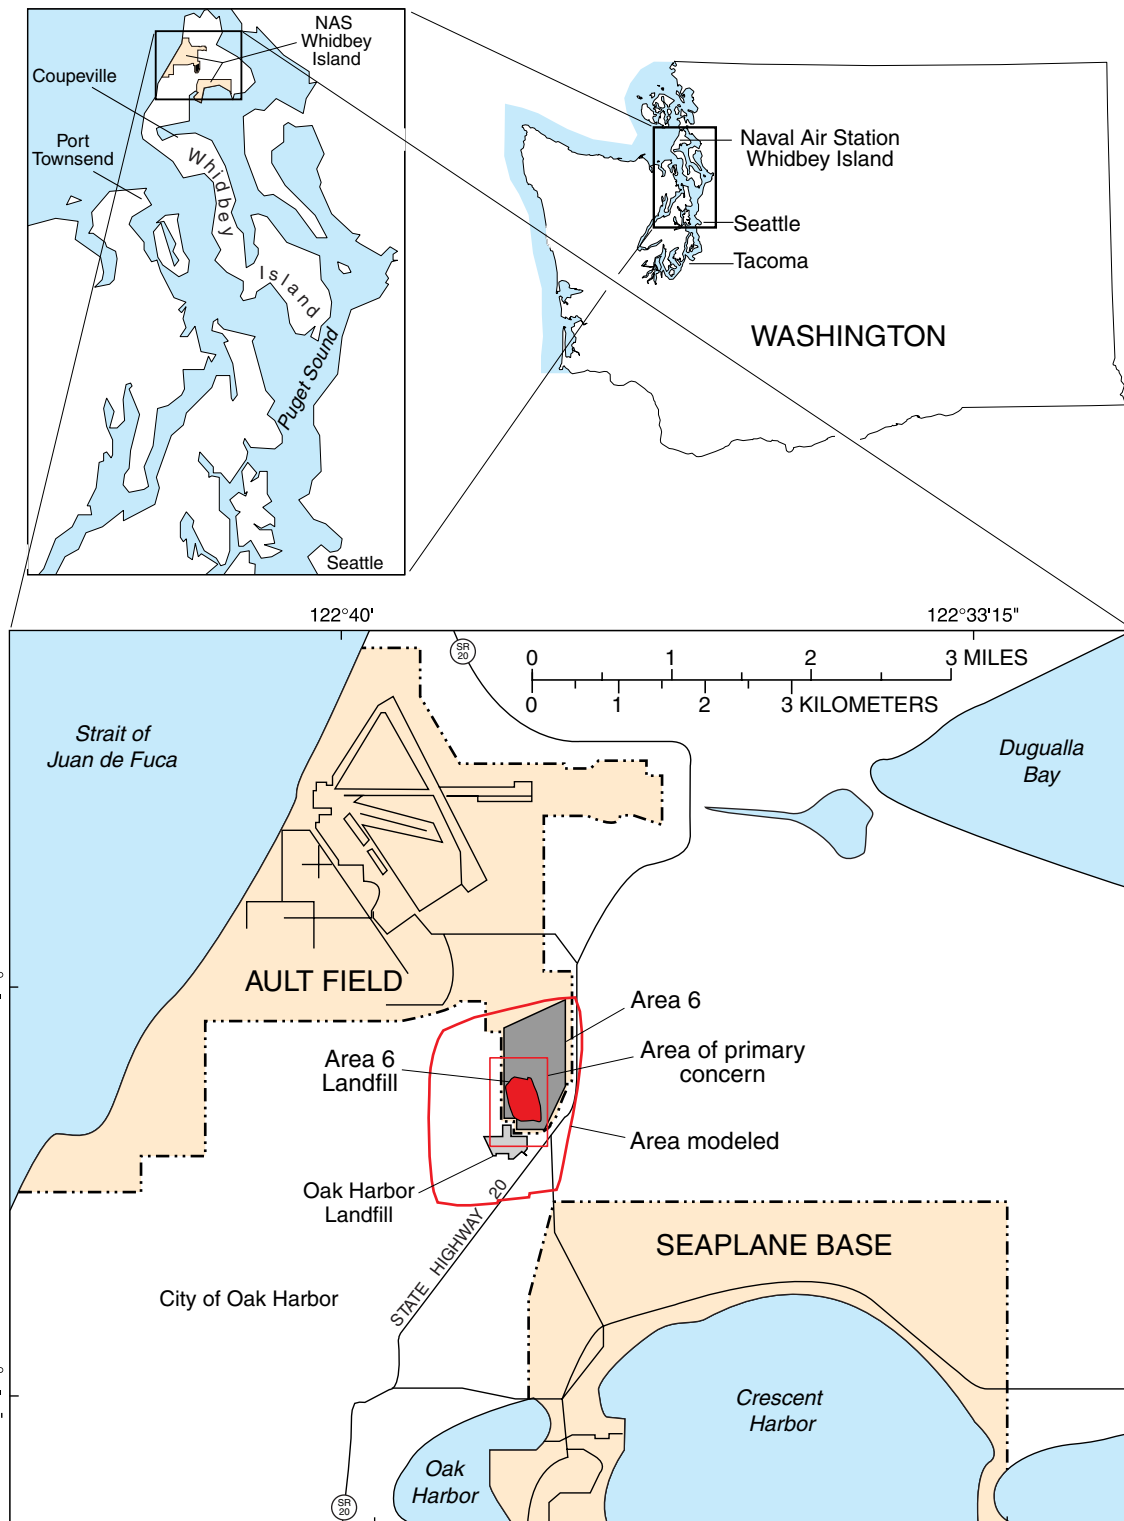 NAS
Whidbey
Island
Coupeville
Port
Townsend
Whidbey
Island
Puget Sound
Seattle
Naval Air Station
Whidbey Island
Seattle
Tacoma
WASHINGTON
122°40'
122°33'15"
SR
20
0 1 2 3 MILES
0 1 2 3 KILOMETERS
Strait of
Juan de Fuca
Dugualla
Bay
AULT FIELD
Area 6
Area 6
Landfill
Area of primary
concern
Area modeled
Oak Harbor
Landfill
STATE HIGHWAY 20
SEAPLANE BASE
City of Oak Harbor
Crescent
Harbor
Oak
Harbor
SR
20